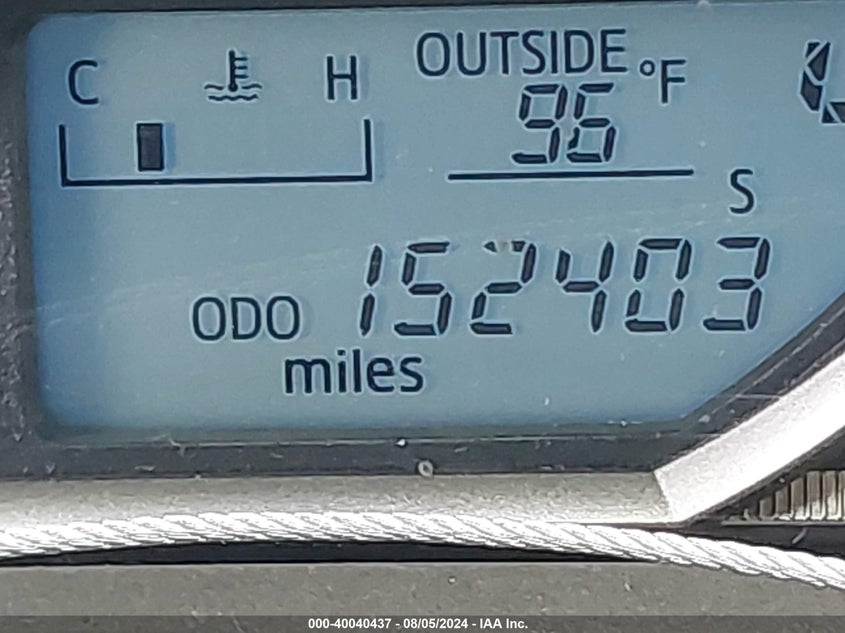 C H OUTSIDE °F
96
S
ODO 152403
miles
000-40040437 - 08/05/2024 - IAA Inc.